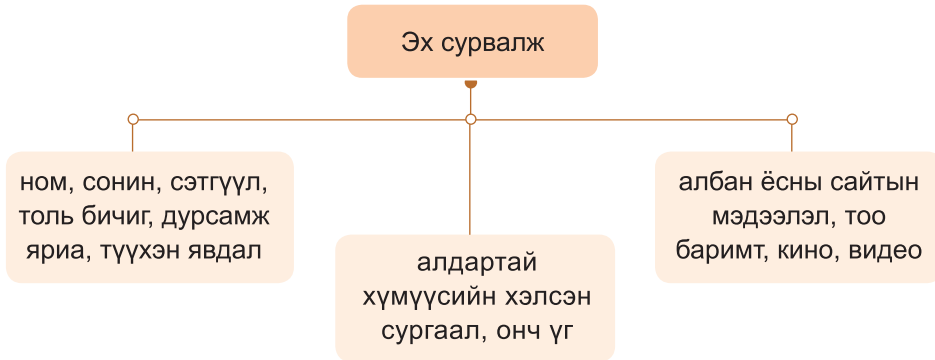 Эх сурвалж
ном, сонин, сэтгүүл,
толь бичиг, дурсамж
яриа, түүхэн явдал
алдартай
хүмүүсийн хэлсэн
сургаал, онч үг
албан ёсны сайтын
мэдээлэл, тоо
баримт, кино, видео